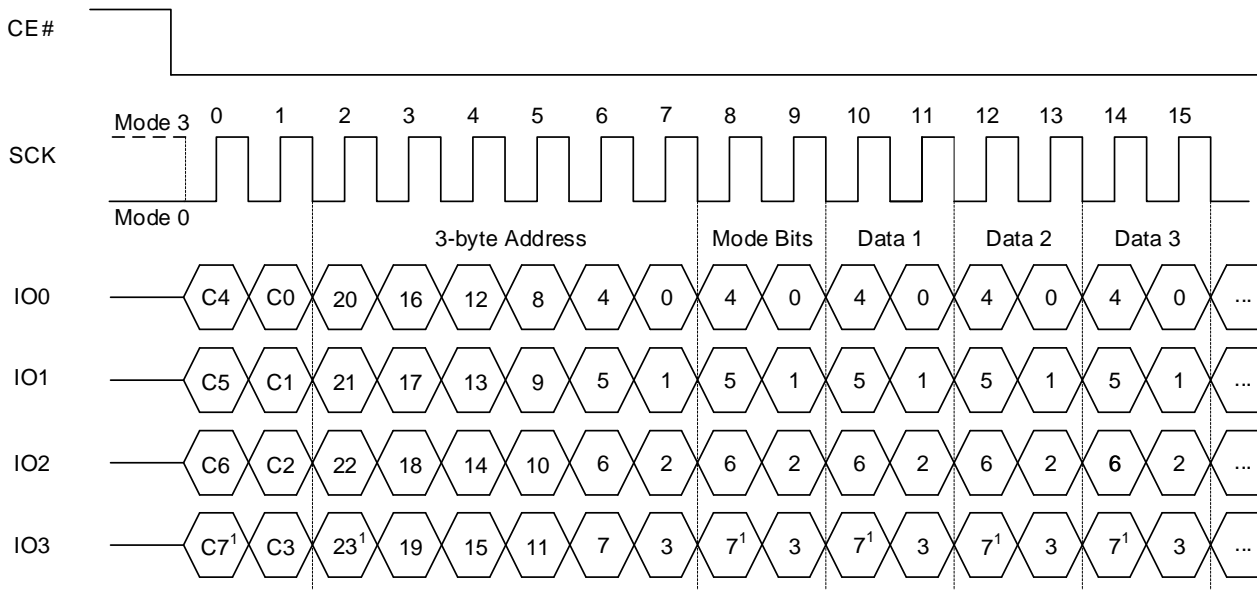 CE#
0 1 2 3 4 5 6 7 8 9 10 11 12 13 14 15
Mode 3
SCK
Mode 0
3-byte Address Mode Bits Data 1 Data 2 Data 3
IO0 C4 C0 20 16 12 8 4 0 4 0 4 0 4 0 4 0 ...
IO1 C5 C1 21 17 13 9 5 1 5 1 5 1 5 1 5 1 ...
IO2 C6 C2 22 18 14 10 6 2 6 2 6 2 6 2 6 2 ...
IO3 C7¹ C3 23¹ 19 15 11 7 3 7¹ 3 7¹ 3 7¹ 3 7¹ 3 ...